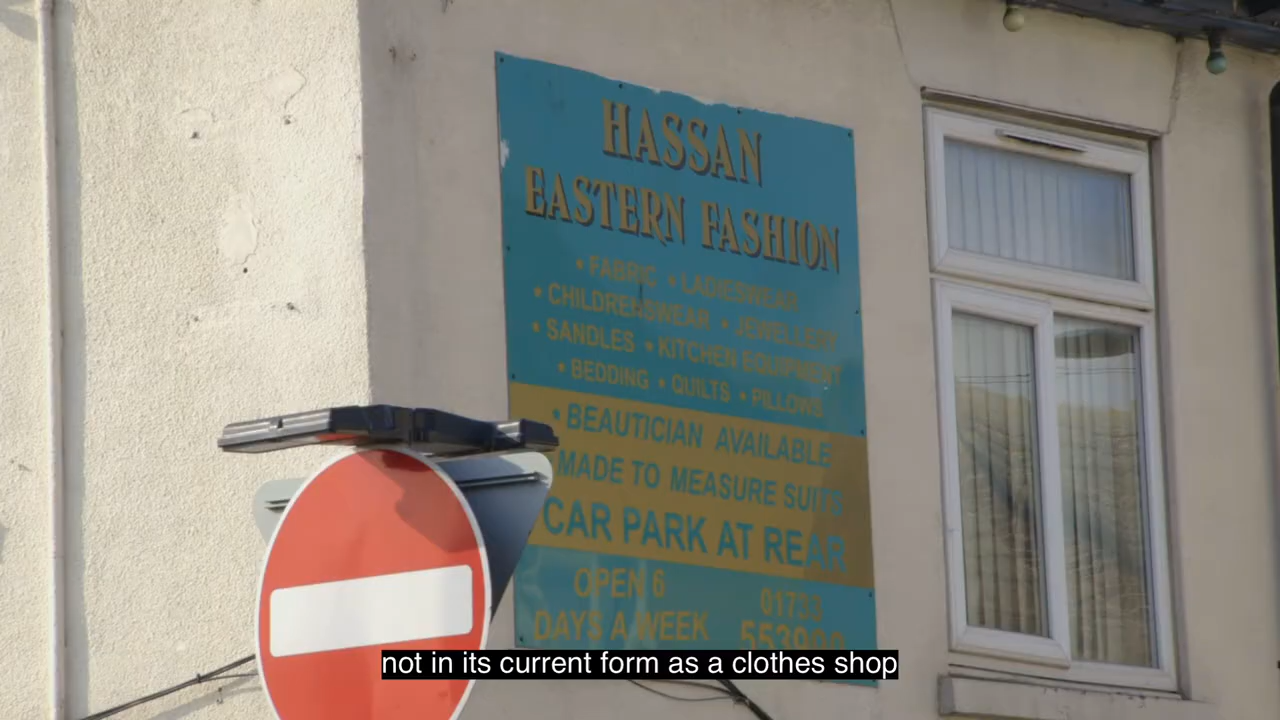 HASSAN
EASTERN FASHION
• FABRIC • LADIESWEAR
• CHILDRENSWEAR • JEWELLERY
• SANDLES • KITCHEN EQUIPMENT
• BEDDING • QUILTS • PILLOWS
• BEAUTICIAN AVAILABLE
MADE TO MEASURE SUITS
CAR PARK AT REAR
OPEN 6
DAYS A WEEK
01733
553900
not in its current form as a clothes shop